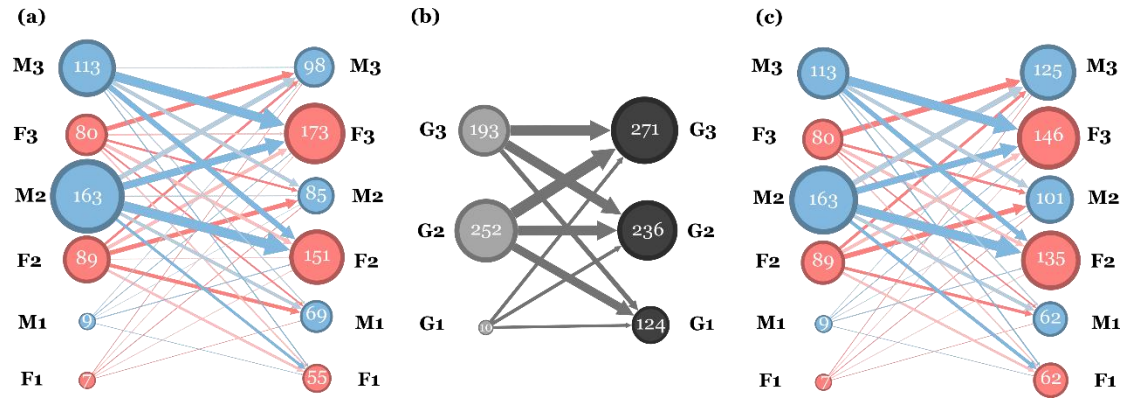 (a)
(b)
(c)
M3 113 98 M3
F3 80 173 F3
M2 163 85 M2
F2 89 151 F2
M1 9 69 M1
F1 7 55 F1
G3 193 271 G3
G2 252 236 G2
G1 10 124 G1
M3 113 125 M3
F3 80 146 F3
M2 163 101 M2
F2 89 135 F2
M1 9 62 M1
F1 7 62 F1